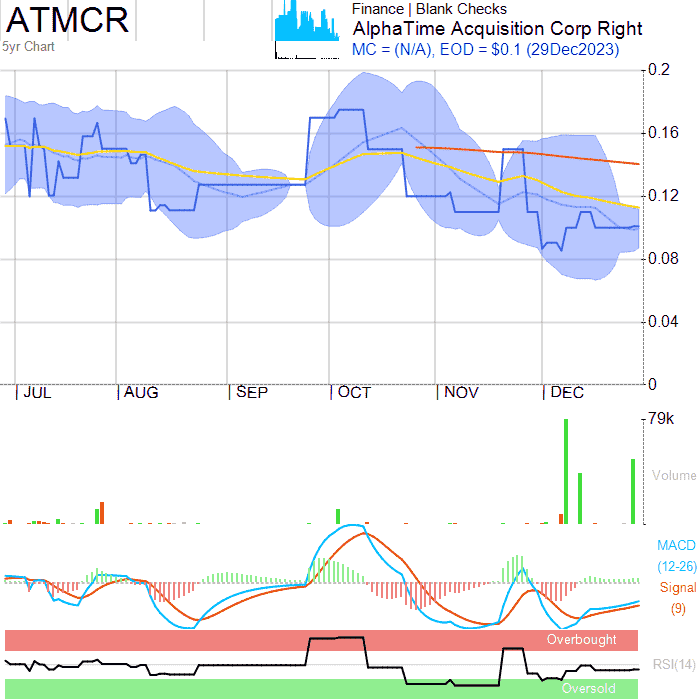 ATMCR
5yr Chart
Finance | Blank Checks
AlphaTime Acquisition Corp Right
MC = (N/A), EOD = $0.1 (29Dec2023)
0.2
0.16
0.12
0.08
0.04
0
JUL AUG SEP OCT NOV DEC
79k
Volume
MACD
(12-26)
Signal
(9)
Overbought
RSI(14)
Oversold